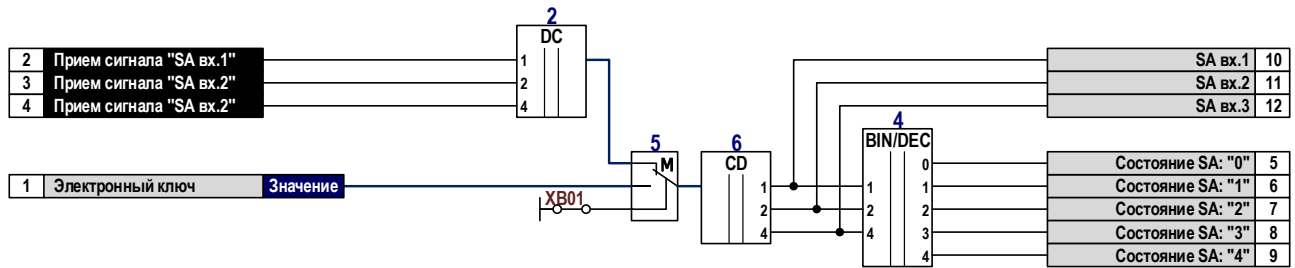 2
DC
2 Прием сигнала "SA вх.1" 1
3 Прием сигнала "SA вх.2" 2
4 Прием сигнала "SA вх.2" 4
SA вх.1 10
SA вх.2 11
SA вх.3 12
5
M
1 Электронный ключ Значение
XB01
6
CD
1
2
4
4
BIN/DEC
1
2
4
0
1
2
3
4
Состояние SA: "0" 5
Состояние SA: "1" 6
Состояние SA: "2" 7
Состояние SA: "3" 8
Состояние SA: "4" 9